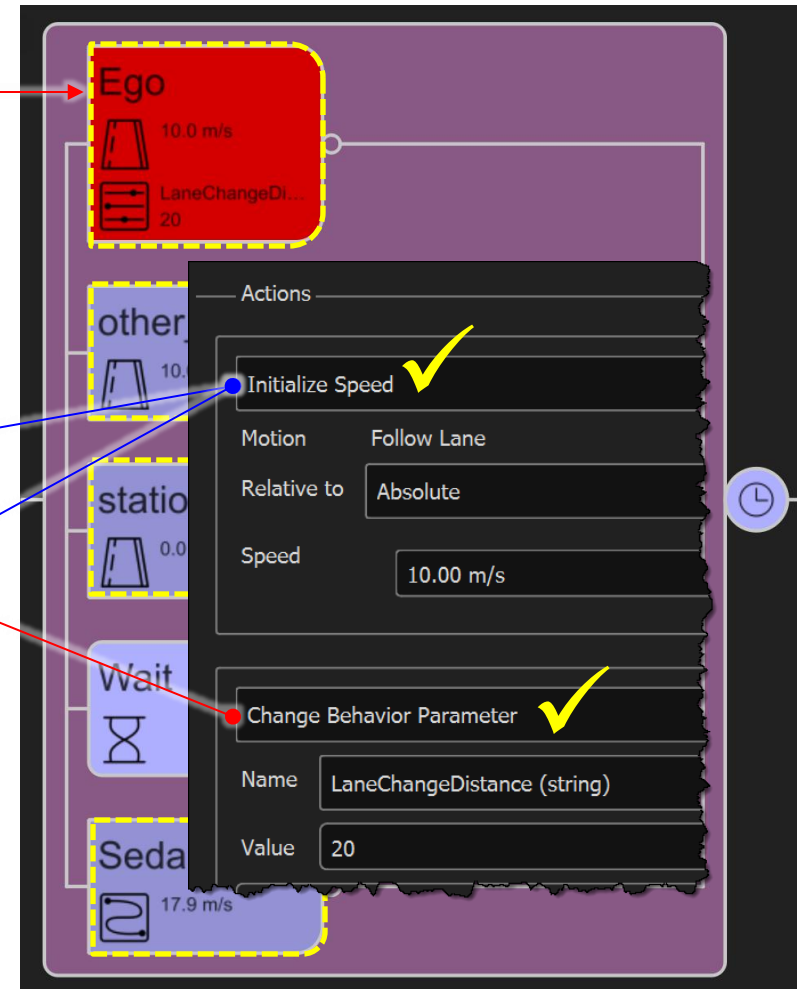 Ego
10.0 m/s
LaneChangeDi...
20
other_
10.
Actions
Initialize Speed
Motion Follow Lane
Relative to Absolute
Speed 10.00 m/s
statio
0.0
Wait
Change Behavior Parameter
Name LaneChangeDistance (string)
Value 20
Seda
17.9 m/s